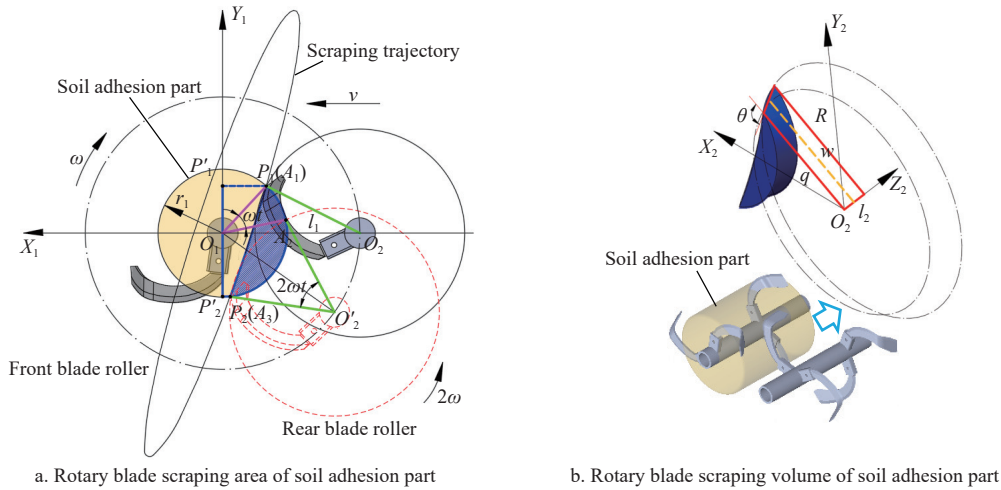 Y₁
Scraping trajectory
Soil adhesion part
v
ω
P′₁
P₁(A₁)
r₁
ωt
l₁
X₁
O₁
A₂
O₂
2ωt
P′₂
P₂(A₃)
O′₂
Front blade roller
2ω
Rear blade roller
a. Rotary blade scraping area of soil adhesion part
Y₂
θ
R
X₂
w
q
Z₂
l₂
O₂
Soil adhesion part
b. Rotary blade scraping volume of soil adhesion part